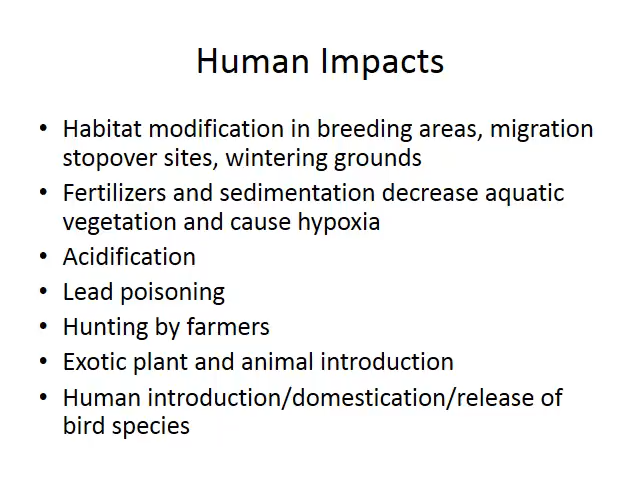 Human Impacts
• Habitat modification in breeding areas, migration
stopover sites, wintering grounds
• Fertilizers and sedimentation decrease aquatic
vegetation and cause hypoxia
• Acidification
• Lead poisoning
• Hunting by farmers
• Exotic plant and animal introduction
• Human introduction/domestication/release of
bird species